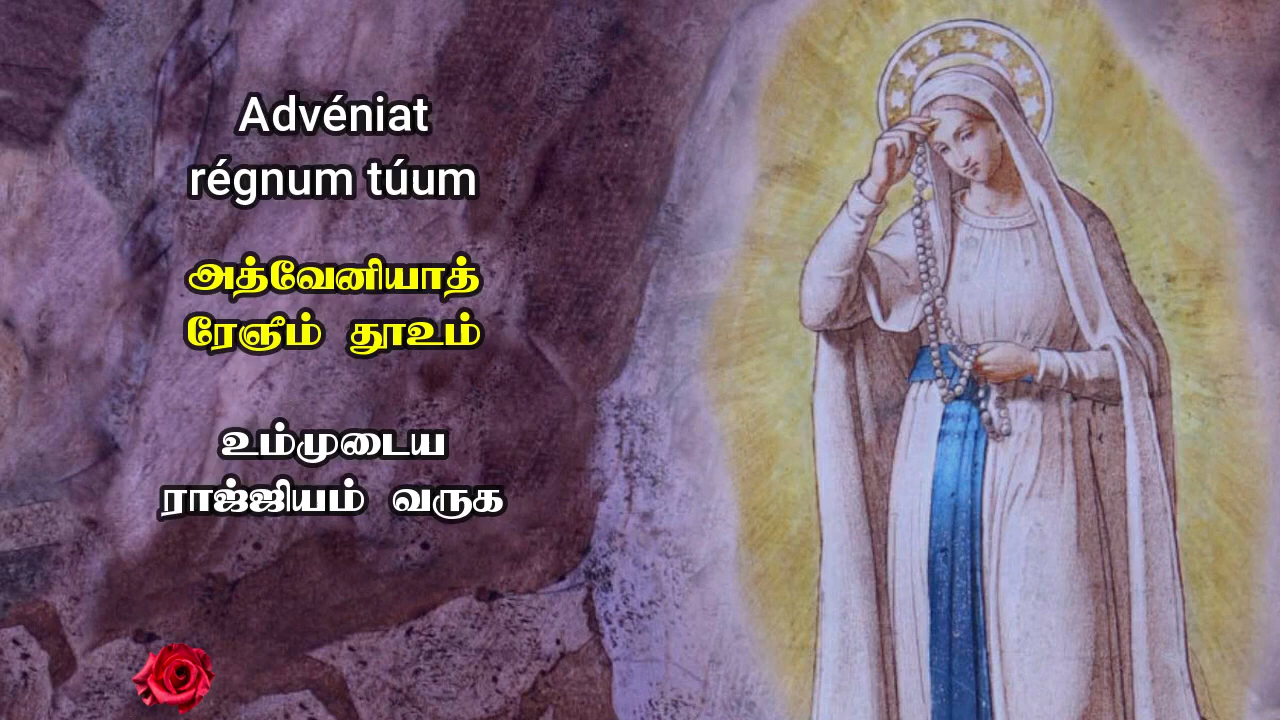 Advéniat
régnum túum
அத்வேனியாத்
ரேஞீம் தூஉம்
உம்முடைய
ராஜ்ஜியம் வருக